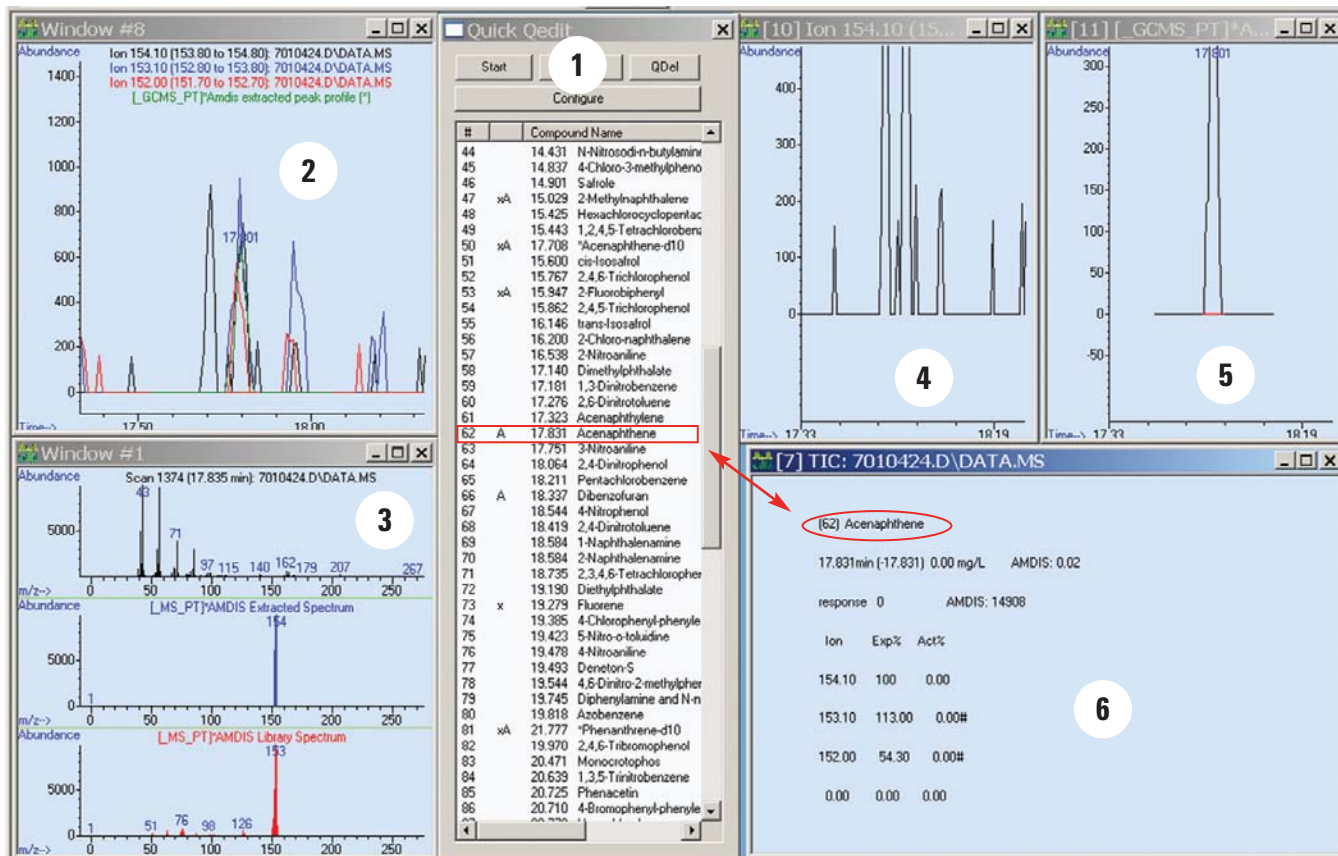 Window #8
Abundance
Ion 154.10 (153.80 to 154.80): 7010424.D\DATA.MS
Ion 153.10 (152.80 to 153.80): 7010424.D\DATA.MS
Ion 152.00 (151.70 to 152.70): 7010424.D\DATA.MS
[_GCMS_PT]*Amdis extracted peak profile (*)
1400
1200
1000
800
600
400
200
0
2
17.801
17.50 18.00
Time-->
Window #1
Abundance
Scan 1374 (17.835 min): 7010424.D\DATA.MS
43
5000
71
97 115 140 162 179 207 267
3
0
0 50 100 150 200 250
m/z-->
Abundance
[_MS_PT]*AMDIS Extracted Spectrum
154
5000
1
0
0 50 100 150 200 250
m/z-->
Abundance
[_MS_PT]*AMDIS Library Spectrum
153
5000
1 51 76 98 126
0
0 50 100 150 200 250
m/z-->
Quick Qedit
Start 1 QDel
Configure
# Compound Name
44 14.431 N-Nitrosodi-n-butylamine
45 14.837 4-Chloro-3-methylpheno
46 14.901 Safrole
47 xA 15.029 2-Methylnaphthalene
48 15.425 Hexachlorocyclopentac
49 15.443 1,2,4,5-Tetrachlorobenz
50 xA 17.708 *Acenaphthene-d10
51 15.600 cis-Isosafrol
52 15.767 2,4,6-Trichlorophenol
53 xA 15.947 2-Fluorobiphenyl
54 15.862 2,4,5-Trichlorophenol
55 16.146 trans-Isosafrol
56 16.200 2-Chloro-naphthalene
57 16.538 2-Nitroaniline
58 17.140 Dimethylphthalate
59 17.181 1,3-Dinitrobenzene
60 17.276 2,6-Dinitrotoluene
61 17.323 Acenaphthylene
62 A 17.831 Acenaphthene
63 17.751 3-Nitroaniline
64 18.064 2,4-Dinitrophenol
65 18.211 Pentachlorobenzene
66 A 18.337 Dibenzofuran
67 18.544 4-Nitrophenol
68 18.419 2,4-Dinitrotoluene
69 18.584 1-Naphthalenamine
70 18.584 2-Naphthalenamine
71 18.735 2,3,4,6-Tetrachlorophen
72 19.190 Diethylphthalate
73 x 19.279 Fluorene
74 19.385 4-Chlorophenyl-phenyle
75 19.423 5-Nitro-o-toluidine
76 19.478 4-Nitroaniline
77 19.493 Demeton-S
78 19.544 4,6-Dinitro-2-methylpher
79 19.745 Diphenylamine and N-n
80 19.818 Azobenzene
81 xA 21.777 *Phenanthrene-d10
82 19.970 2,4,6-Tribromophenol
83 20.471 Monocrotophos
84 20.639 1,3,5-Trinitrobenzene
85 20.725 Phenacetin
86 20.710 4-Bromophenyl-phenyle
[10] Ion 154.10 (15...
Abundance
400
300
200
100
0
4
Time--> 17.33 18.19
[11] [_GCMS_PT]*A...
Abundance
17.801
300
250
200
150
100
50
0
-50
5
Time--> 17.33 18.19
[7] TIC: 7010424.D\DATA.MS
(62) Acenaphthene
17.831min (-17.831) 0.00 mg/L AMDIS: 0.02
response 0 AMDIS: 14908
Ion Exp% Act%
154.10 100 0.00
153.10 113.00 0.00#
152.00 54.30 0.00#
0.00 0.00 0.00
6